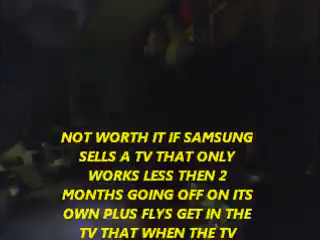 NOT WORTH IT IF SAMSUNG
SELLS A TV THAT ONLY
WORKS LESS THEN 2
MONTHS GOING OFF ON ITS
OWN PLUS FLYS GET IN THE
TV THAT WHEN THE TV